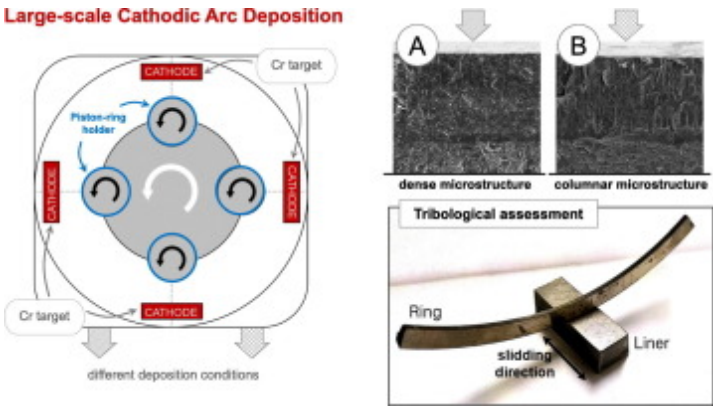 Large-scale Cathodic Arc Deposition
CATHODE
Cr target
Piston-ring
holder
CATHODE
CATHODE
Cr target
CATHODE
different deposition conditions
A
B
dense microstructure
columnar microstructure
Tribological assessment
Ring
Liner
slidding
direction